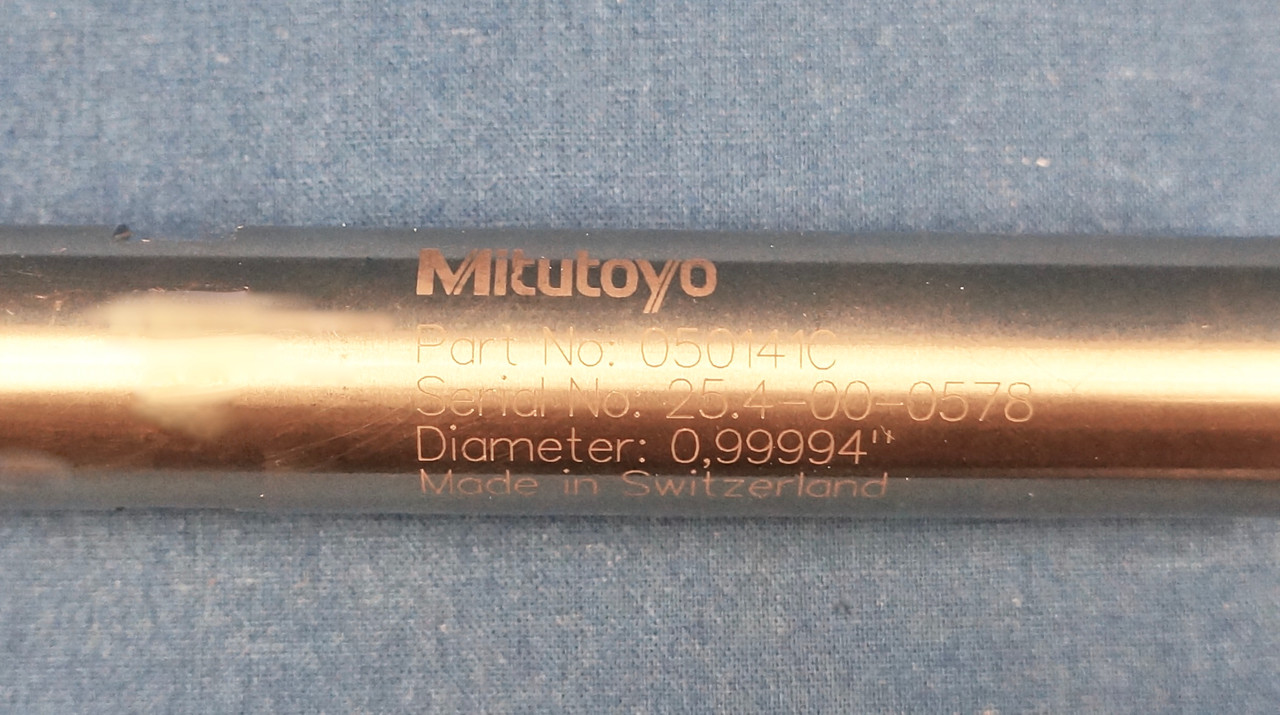 Mitutoyo
Part No: 050141C
Serial No: 25.4-00-0578
Diameter: 0,99994"
Made in Switzerland